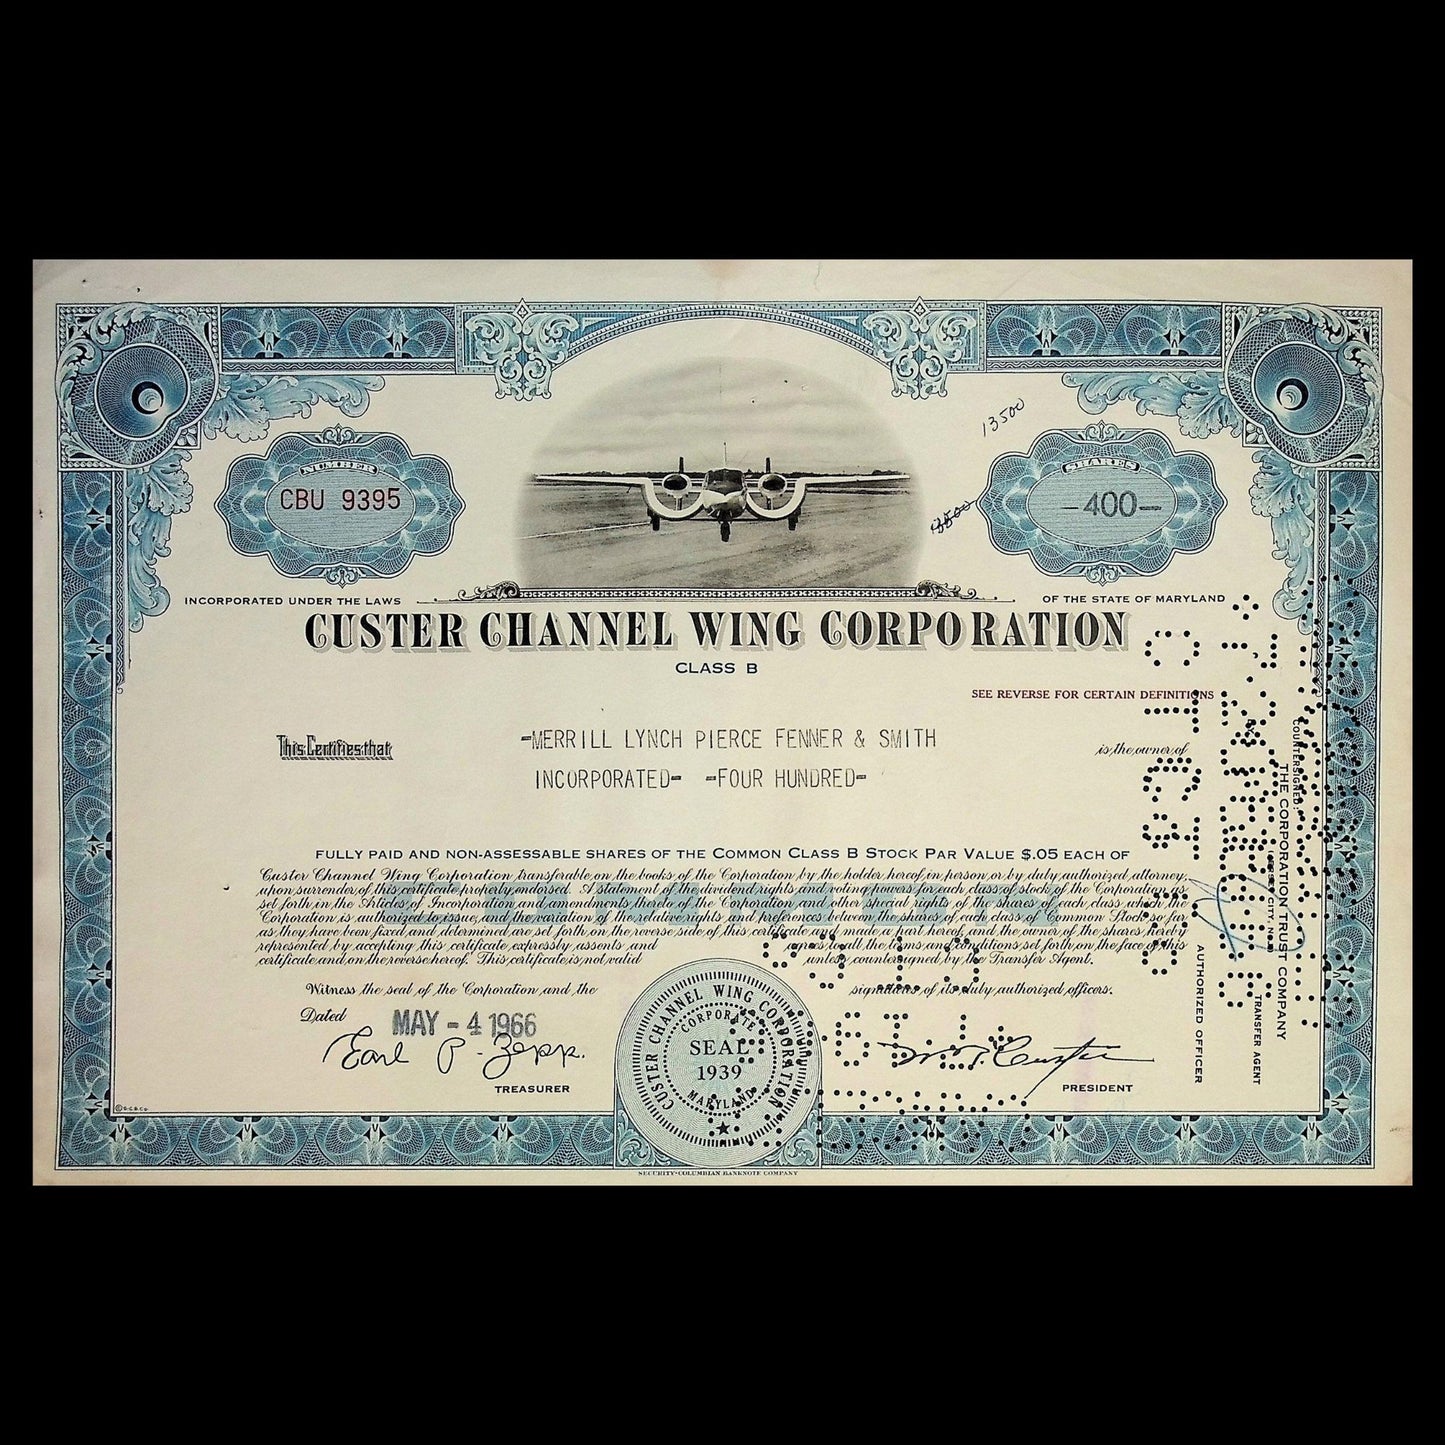 13500
NUMBER
CBU 9395
SHARES
—400—
INCORPORATED UNDER THE LAWS
OF THE STATE OF MARYLAND
CUSTER CHANNEL WING CORPORATION
CLASS B
SEE REVERSE FOR CERTAIN DEFINITIONS
This Certifies that
-MERRILL LYNCH PIERCE FENNER & SMITH
is the owner of
INCORPORATED- -FOUR HUNDRED-
FULLY PAID AND NON-ASSESSABLE SHARES OF THE COMMON CLASS B STOCK PAR VALUE $.05 EACH OF
Custer Channel Wing Corporation transferable on the books of the Corporation by the holder hereof in person or by duly authorized attorney,
upon surrender of this certificate properly endorsed. A statement of the dividend rights and voting powers for each class of stock of the Corporation as
set forth in the Articles of Incorporation and amendments thereto of the Corporation and other special rights of the shares of each class which the
Corporation is authorized to issue, and the variation of the relative rights and preferences between the shares of each class of Common Stock so far
as they have been fixed and determined are set forth on the reverse side of this certificate and made a part hereof, and the owner of the shares hereby
represented by accepting this certificate expressly assents and agrees to all the terms and conditions set forth on the face of this
certificate and on the reverse hereof. This certificate is not valid unless countersigned by the Transfer Agent.
Witness the seal of the Corporation and the signatures of its duly authorized officers.
Dated
MAY - 4 1966
Earl P. Zepp.
TREASURER
CUSTER CHANNEL WING CORPORATION
CORPORATE
SEAL
1939
MARYLAND
PRESIDENT
SECURITY-COLUMBIAN BANKNOTE COMPANY
COUNTERSIGNED:
THE CORPORATION TRUST COMPANY
TRANSFER AGENT
AUTHORIZED OFFICER